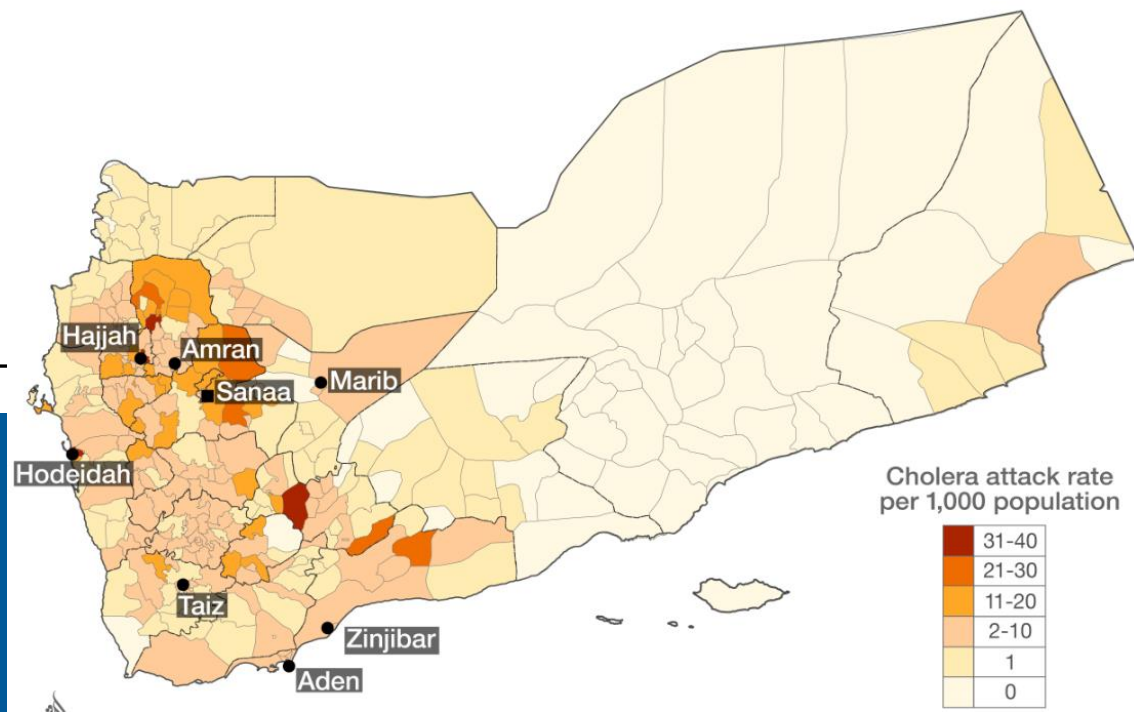 Hajjah
Amran
Sanaa
Marib
Hodeidah
Taiz
Zinjibar
Aden
Cholera attack rate
per 1,000 population
31-40
21-30
11-20
2-10
1
0